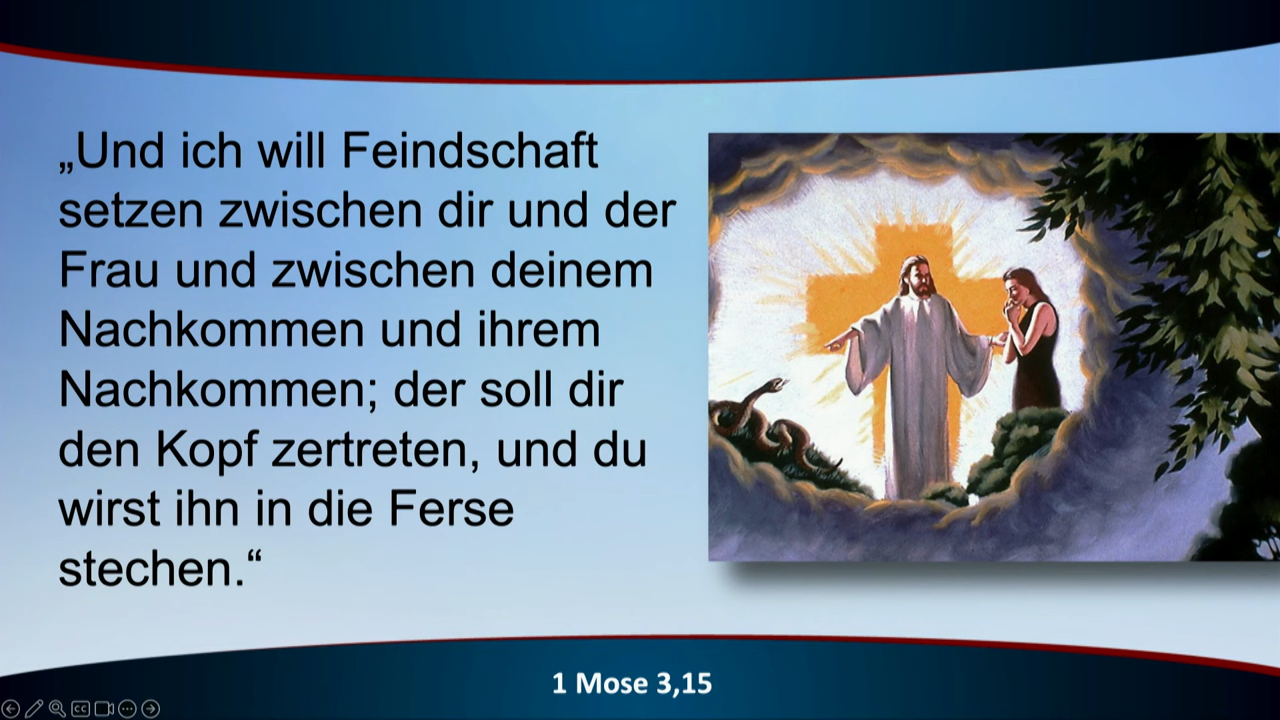 „Und ich will Feindschaft
setzen zwischen dir und der
Frau und zwischen deinem
Nachkommen und ihrem
Nachkommen; der soll dir
den Kopf zertreten, und du
wirst ihn in die Ferse
stechen.“
1 Mose 3,15
CC